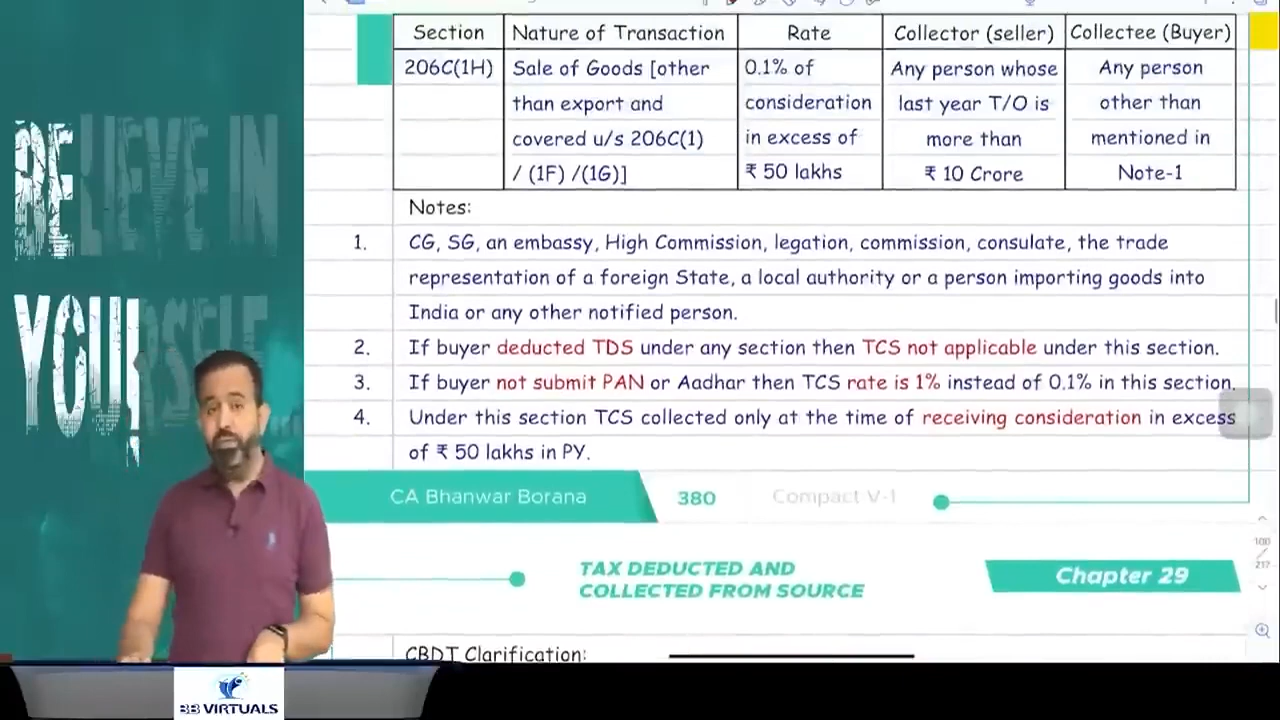 BELIEVE IN
YOURSELF
Section Nature of Transaction Rate Collector (seller) Collectee (Buyer)
206C(1H) Sale of Goods [other 0.1% of Any person whose Any person
than export and consideration last year T/O is other than
covered u/s 206C(1) in excess of more than mentioned in
/ (1F) /(1G)] ₹ 50 lakhs ₹ 10 Crore Note-1
Notes:
1. CG, SG, an embassy, High Commission, legation, commission, consulate, the trade
representation of a foreign State, a local authority or a person importing goods into
India or any other notified person.
2. If buyer deducted TDS under any section then TCS not applicable under this section.
3. If buyer not submit PAN or Aadhar then TCS rate is 1% instead of 0.1% in this section.
4. Under this section TCS collected only at the time of receiving consideration in excess
of ₹ 50 lakhs in PY.
CA Bhanwar Borana 380 Compact V-1
TAX DEDUCTED AND
COLLECTED FROM SOURCE
Chapter 29
CBDT Clarification:
100
/
217
BB VIRTUALS